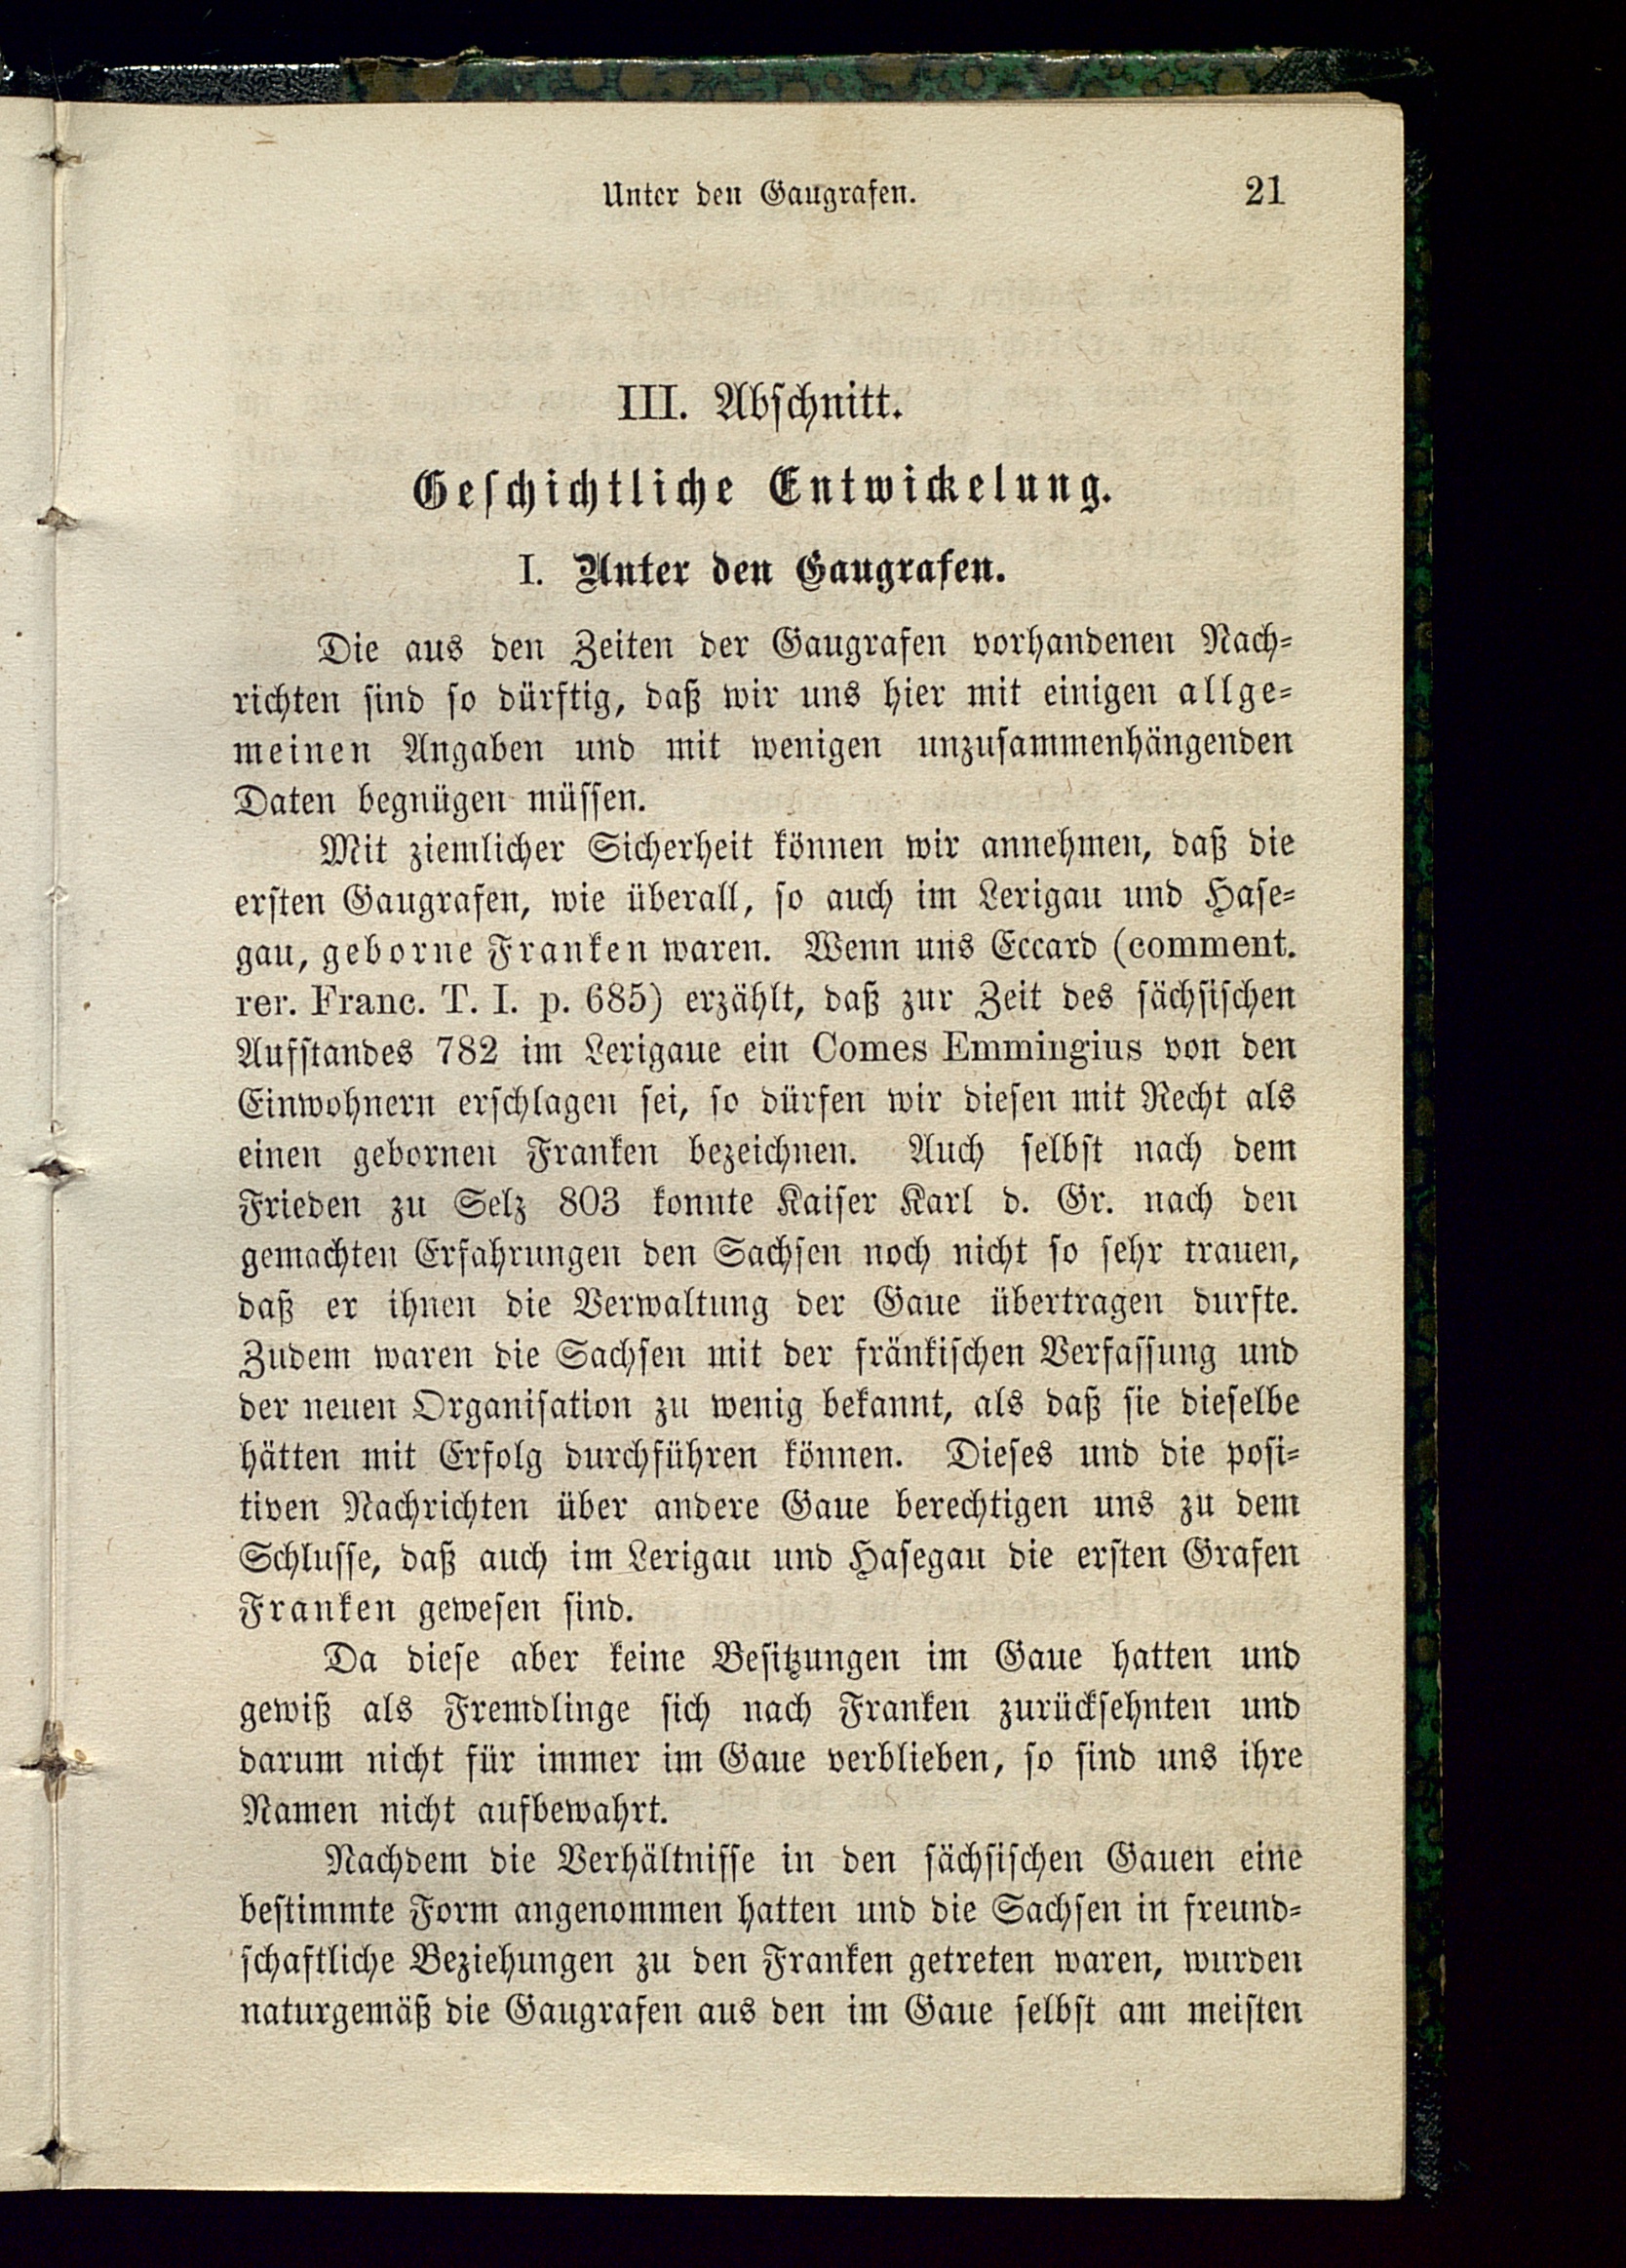 Unter den Gaugrafen. 21
III. Abschnitt.
Geschichtliche Entwickelung.
I. Unter den Gaugrafen.
Die aus den Zeiten der Gaugrafen vorhandenen Nach-
richten sind so dürftig, daß wir uns hier mit einigen allge-
meinen Angaben und mit wenigen unzusammenhängenden
Daten begnügen müssen.
Mit ziemlicher Sicherheit können wir annehmen, daß die
ersten Gaugrafen, wie überall, so auch im Lerigau und Hase-
gau, geborne Franken waren. Wenn uns Eccard (comment.
rer. Franc. T. I. p. 685) erzählt, daß zur Zeit des sächsischen
Aufstandes 782 im Lerigaue ein Comes Emmingius von den
Einwohnern erschlagen sei, so dürfen wir diesen mit Recht als
einen gebornen Franken bezeichnen. Auch selbst nach dem
Frieden zu Selz 803 konnte Kaiser Karl d. Gr. nach den
gemachten Erfahrungen den Sachsen noch nicht so sehr trauen,
daß er ihnen die Verwaltung der Gaue übertragen durfte.
Zudem waren die Sachsen mit der fränkischen Verfassung und
der neuen Organisation zu wenig bekannt, als daß sie dieselbe
hätten mit Erfolg durchführen können. Dieses und die posi-
tiven Nachrichten über andere Gaue berechtigen uns zu dem
Schlusse, daß auch im Lerigau und Hasegau die ersten Grafen
Franken gewesen sind.
Da diese aber keine Besitzungen im Gaue hatten und
gewiß als Fremdlinge sich nach Franken zurücksehnten und
darum nicht für immer im Gaue verblieben, so sind uns ihre
Namen nicht aufbewahrt.
Nachdem die Verhältnisse in den sächsischen Gauen eine
bestimmte Form angenommen hatten und die Sachsen in freund-
schaftliche Beziehungen zu den Franken getreten waren, wurden
naturgemäß die Gaugrafen aus den im Gaue selbst am meisten